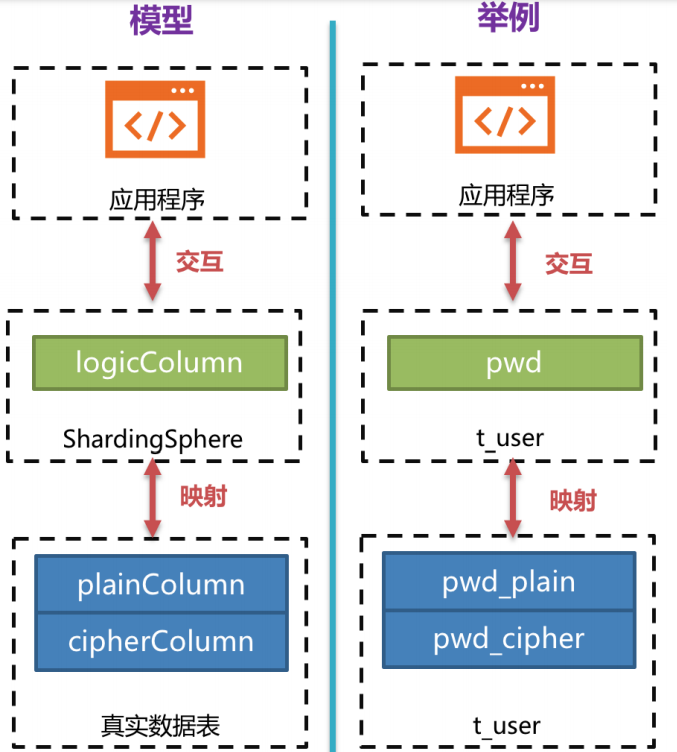 模型
应用程序
交互
logicColumn
ShardingSphere
映射
plainColumn
cipherColumn
真实数据表
举例
应用程序
交互
pwd
t_user
映射
pwd_plain
pwd_cipher
t_user